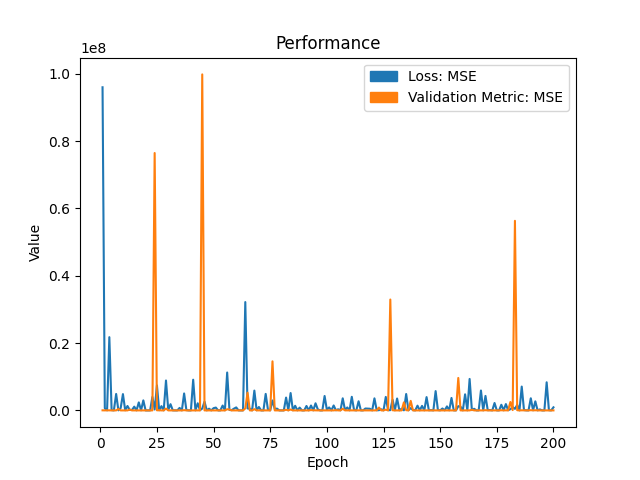 Performance
1e8
Loss: MSE
Validation Metric: MSE
1.0
0.8
0.6
0.4
0.2
0.0
Value
0 25 50 75 100 125 150 175 200
Epoch